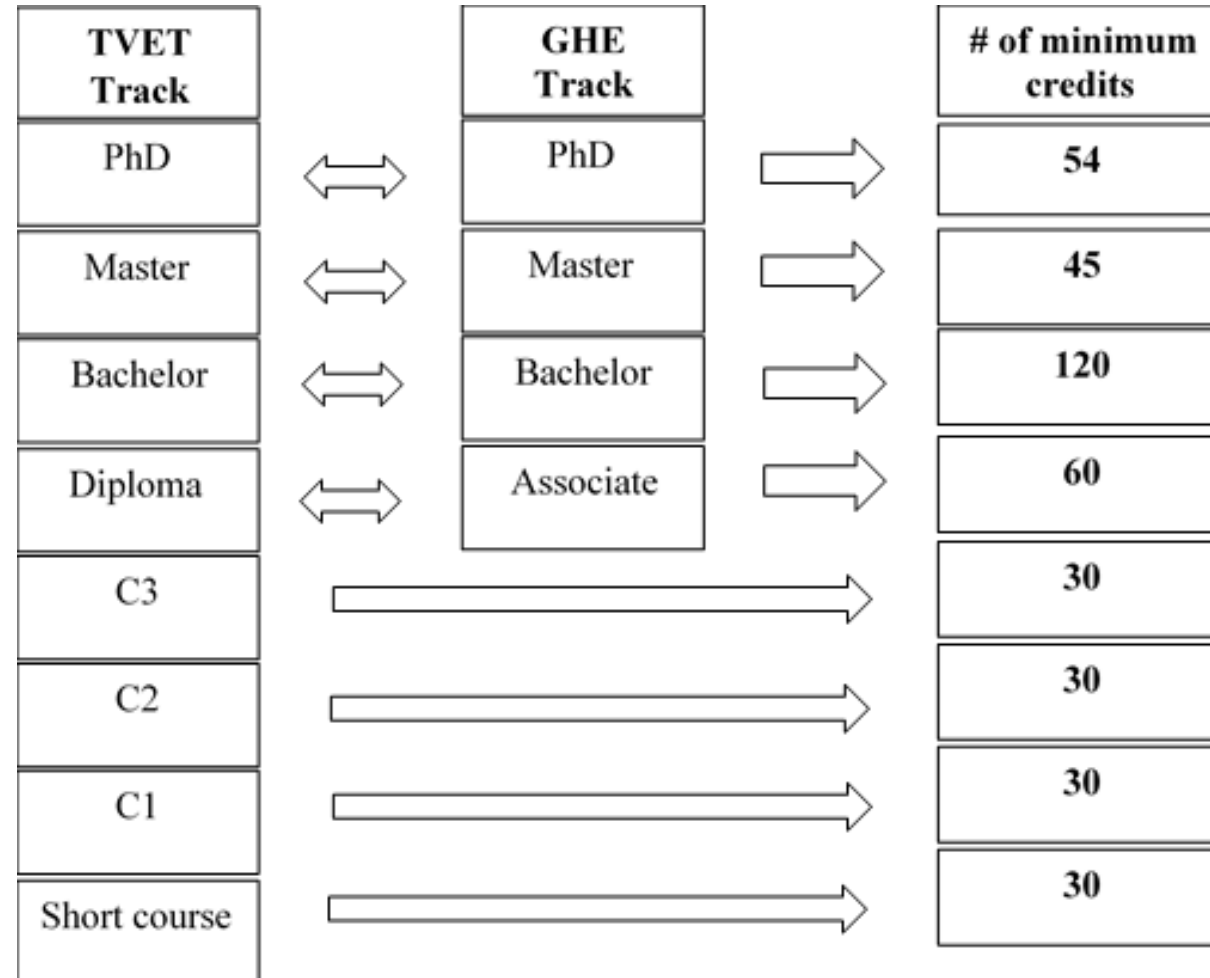 TVET
Track
GHE
Track
# of minimum
credits
PhD
PhD
54
Master
Master
45
Bachelor
Bachelor
120
Diploma
Associate
60
C3
30
C2
30
C1
30
Short course
30